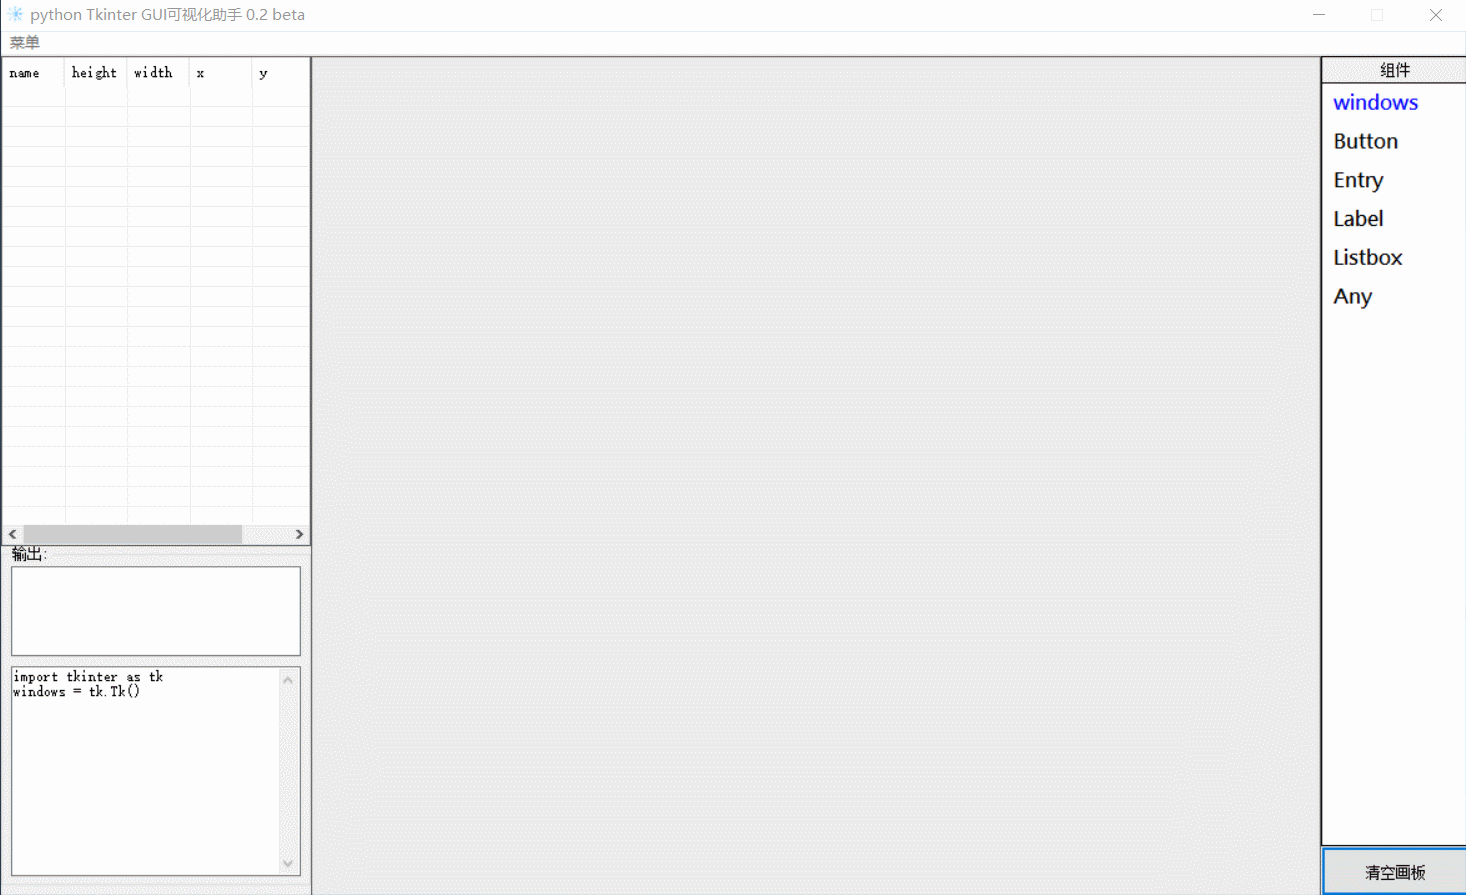 python Tkinter GUI可视化助手 0.2 beta
菜单
name height width x y
输出:
import tkinter as tk
windows = tk.Tk()
组件
windows
Button
Entry
Label
Listbox
Any
清空画板